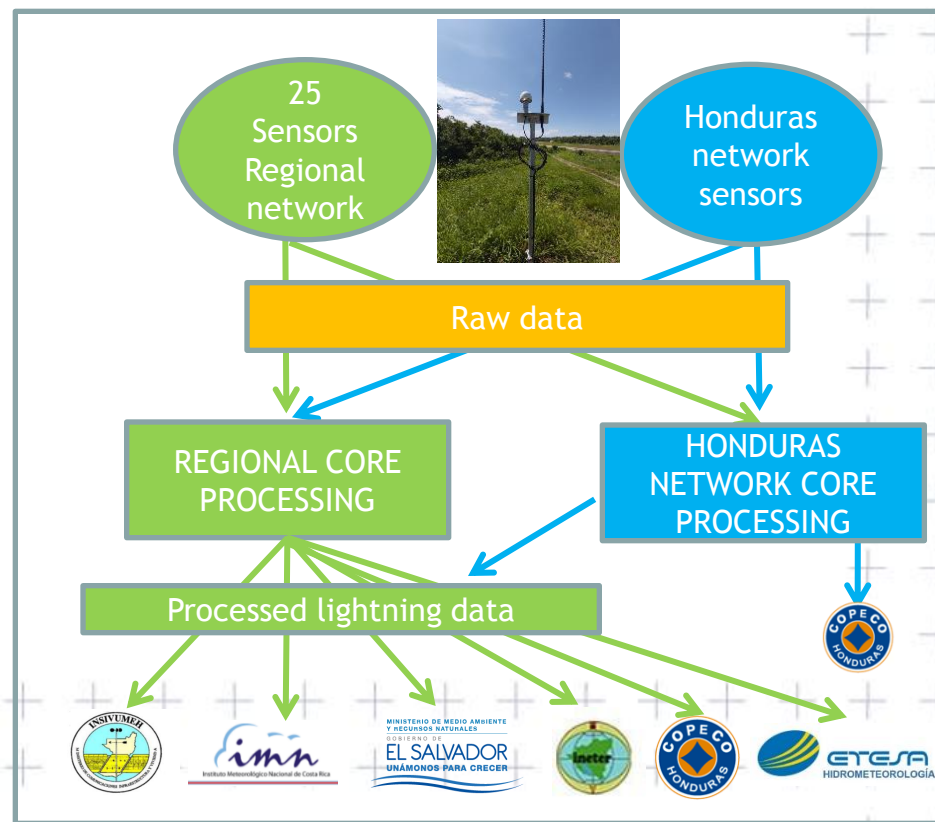 25
Sensors
Regional
network
Honduras
network
sensors
Raw data
REGIONAL CORE
PROCESSING
HONDURAS
NETWORK CORE
PROCESSING
Processed lightning data
COPECO
HONDURAS
INSIVUMEH
imn
Instituto Meteorológico Nacional de Costa Rica
MINISTERIO DE MEDIO AMBIENTE
Y RECURSOS NATURALES
GOBIERNO DE
EL SALVADOR
UNÁMONOS PARA CRECER
ineter
COPECO
HONDURAS
ETESA
HIDROMETEOROLOGÍA